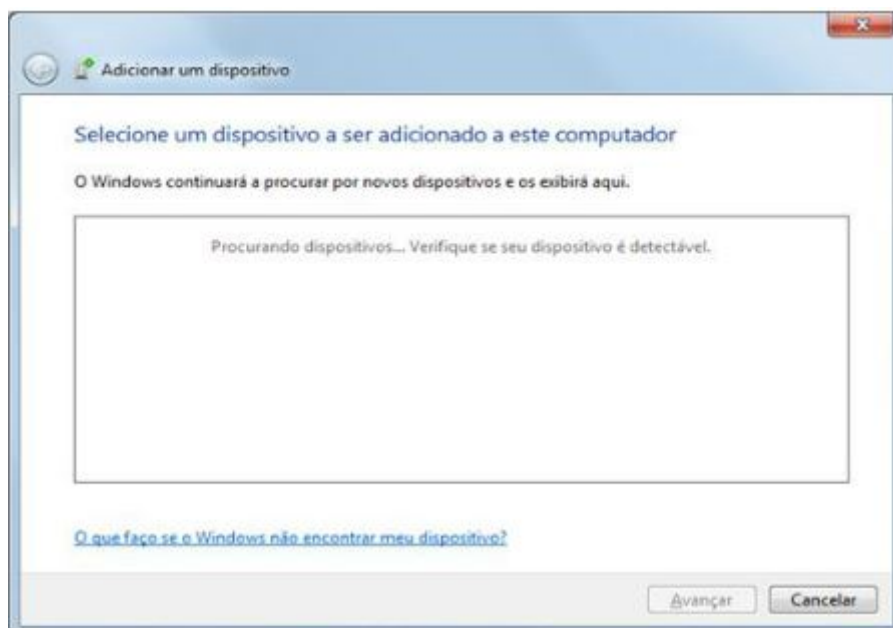 Adicionar um dispositivo
Selecione um dispositivo a ser adicionado a este computador
O Windows continuará a procurar por novos dispositivos e os exibirá aqui.
Procurando dispositivos... Verifique se seu dispositivo é detectável.
O que faço se o Windows não encontrar meu dispositivo?
Avançar
Cancelar